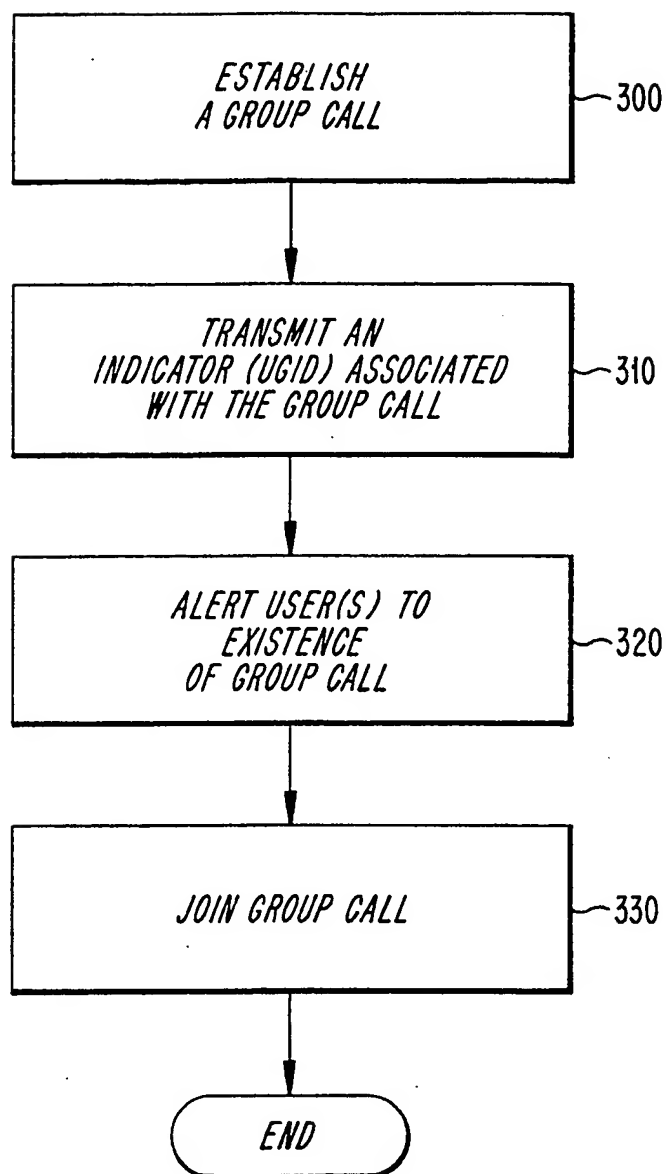 ESTABLISH
A GROUP CALL
300
TRANSMIT AN
INDICATOR (UGID) ASSOCIATED
WITH THE GROUP CALL
310
ALERT USER(S) TO
EXISTENCE
OF GROUP CALL
320
JOIN GROUP CALL
330
END